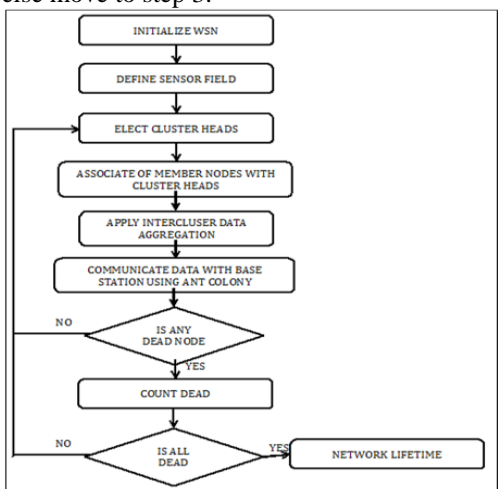 else move to step 3.
INITIALIZE WSN
DEFINE SENSOR FIELD
ELECT CLUSTER HEADS
ASSOCIATE OF MEMBER NODES WITH
CLUSTER HEADS
APPLY INTERCLUSER DATA
AGGREGATION
COMMUNICATE DATA WITH BASE
STATION USING ANT COLONY
NO
IS ANY
DEAD NODE
YES
COUNT DEAD
NO
IS ALL
DEAD
YES
NETWORK LIFETIME